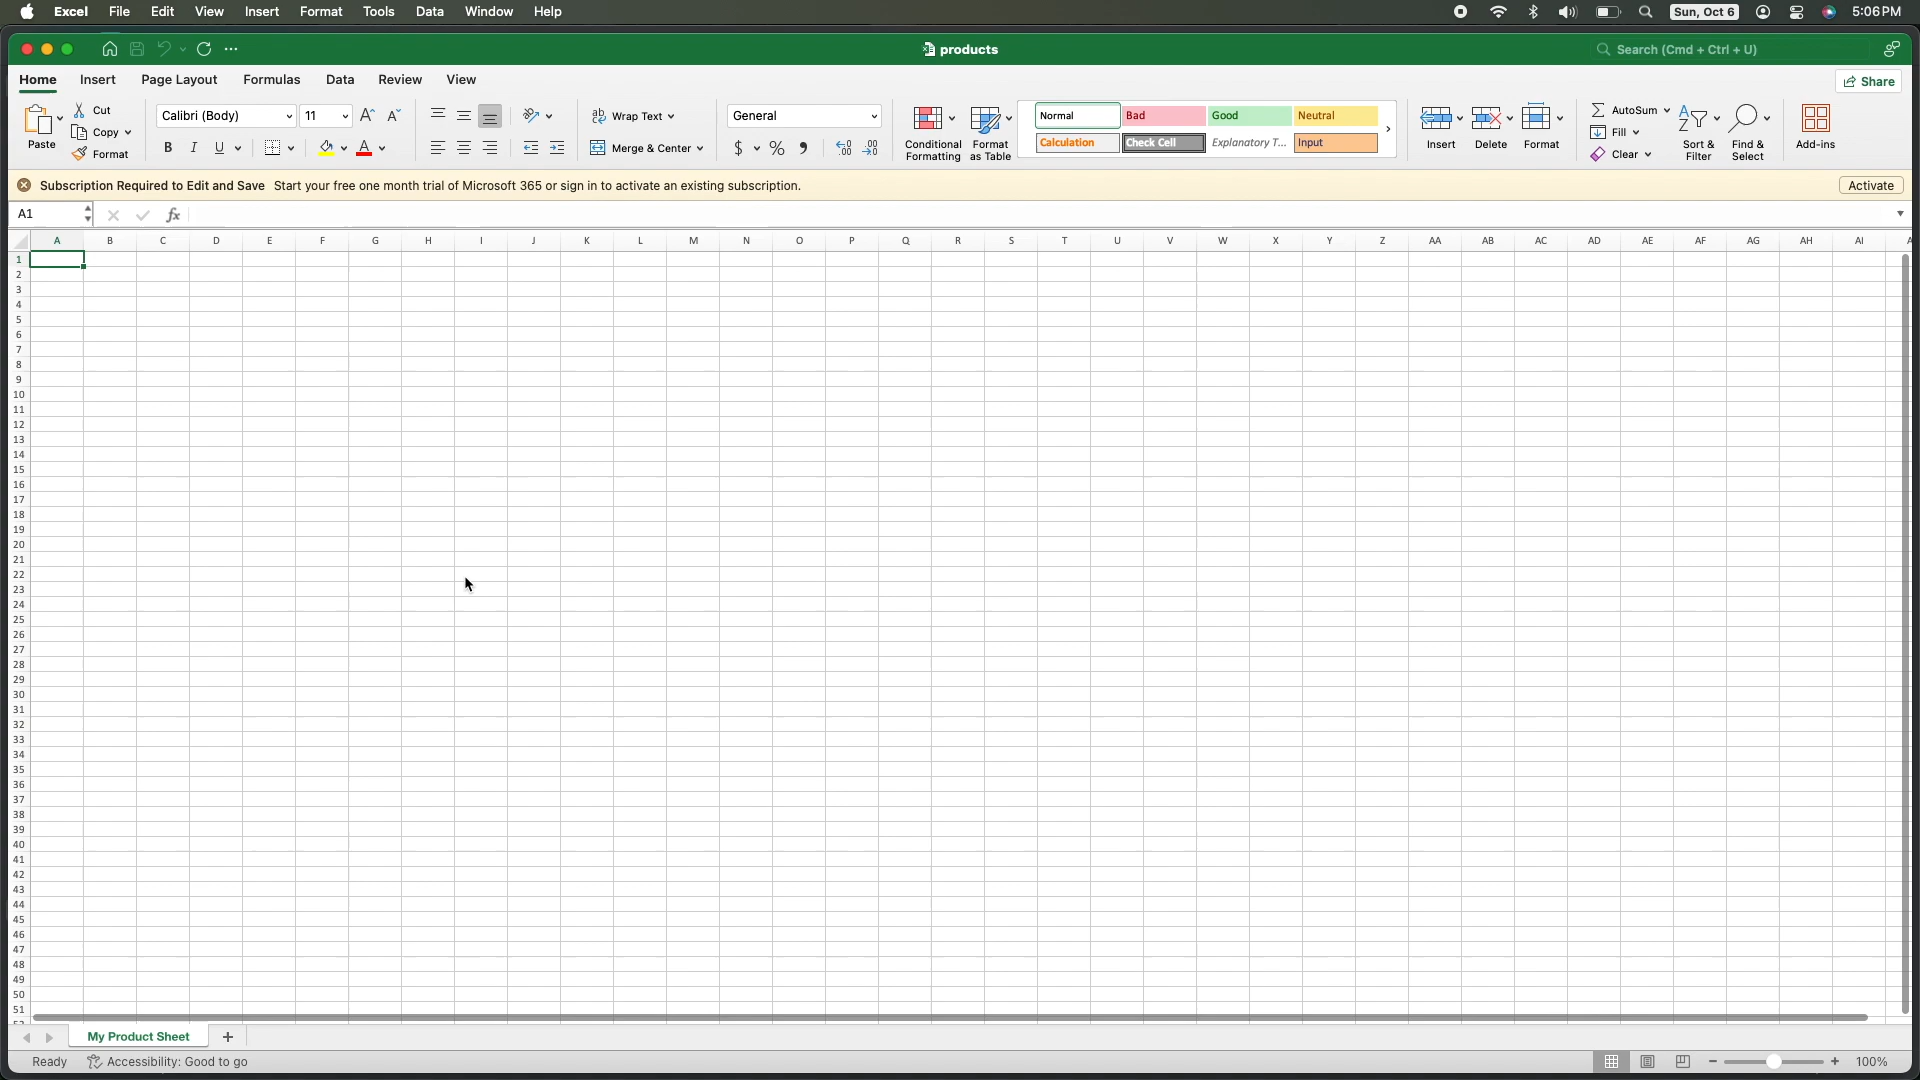 Excel File Edit View Insert Format Tools Data Window Help Sun, Oct 6 5:06 PM
products Search (Cmd + Ctrl + U)
Home Insert Page Layout Formulas Data Review View Share
Paste Cut Copy Format
Calibri (Body) 11
B I U A
Wrap Text
Merge & Center
General
$ %
Conditional Formatting
Format as Table
Normal Bad Good Neutral
Calculation Check Cell Explanatory T... Input
Insert Delete Format
AutoSum
Fill
Clear
Sort & Filter
Find & Select
Add-ins
Subscription Required to Edit and Save Start your free one month trial of Microsoft 365 or sign in to activate an existing subscription. Activate
A1 fx
A B C D E F G H I J K L M N O P Q R S T U V W X Y Z AA AB AC AD AE AF AG AH AI
1
2
3
4
5
6
7
8
9
10
11
12
13
14
15
16
17
18
19
20
21
22
23
24
25
26
27
28
29
30
31
32
33
34
35
36
37
38
39
40
41
42
43
44
45
46
47
48
49
50
51
My Product Sheet +
Ready Accessibility: Good to go 100%